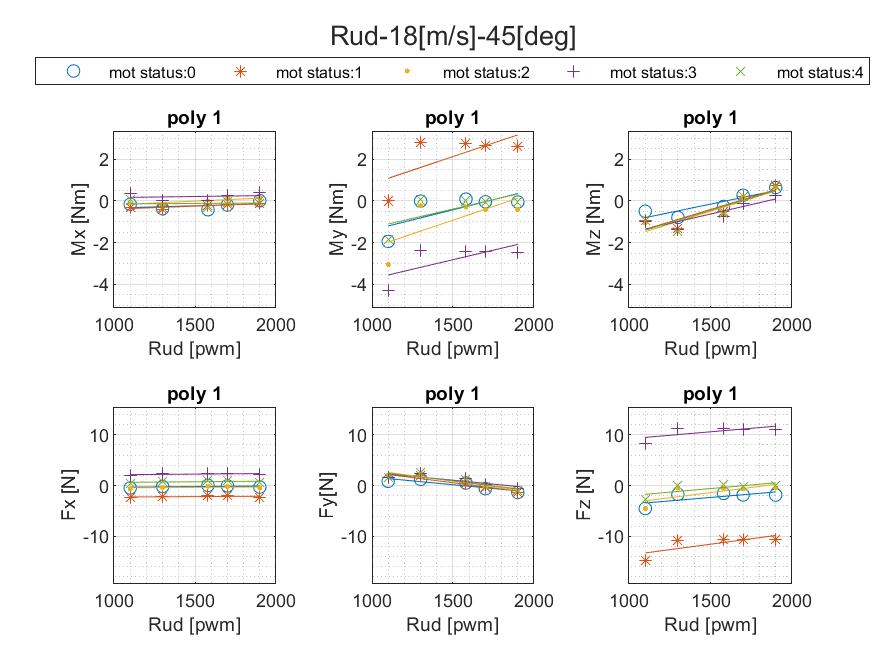 Rud-18[m/s]-45[deg]
mot status:0 mot status:1 mot status:2 mot status:3 mot status:4
poly 1 poly 1 poly 1
2 2 2
0 0 0
-2 -2 -2
-4 -4 -4
Mx [Nm] My [Nm] Mz [Nm]
1000 1500 2000 1000 1500 2000 1000 1500 2000
Rud [pwm] Rud [pwm] Rud [pwm]
poly 1 poly 1 poly 1
10 10 10
0 0 0
-10 -10 -10
Fx [N] Fy[N] Fz [N]
1000 1500 2000 1000 1500 2000 1000 1500 2000
Rud [pwm] Rud [pwm] Rud [pwm]